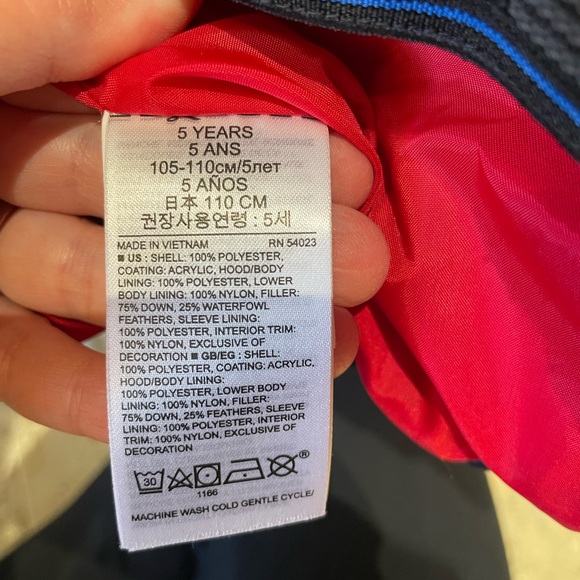 5 YEARS
5 ANS
105-110см/5лет
5 AÑOS
日本 110 CM
권장사용연령 : 5세
MADE IN VIETNAM RN 54023
■ US : SHELL: 100% POLYESTER,
COATING: ACRYLIC, HOOD/BODY
LINING: 100% POLYESTER, LOWER
BODY LINING: 100% NYLON, FILLER:
75% DOWN, 25% WATERFOWL
FEATHERS, SLEEVE LINING:
100% POLYESTER, INTERIOR TRIM:
100% NYLON, EXCLUSIVE OF
DECORATION ■ GB/EG : SHELL:
100% POLYESTER, COATING: ACRYLIC,
HOOD/BODY LINING:
100% POLYESTER, LOWER BODY
LINING: 100% NYLON, FILLER:
75% DOWN, 25% FEATHERS, SLEEVE
LINING: 100% POLYESTER, INTERIOR
TRIM: 100% NYLON, EXCLUSIVE OF
DECORATION
30 ®
1166
MACHINE WASH COLD GENTLE CYCLE/